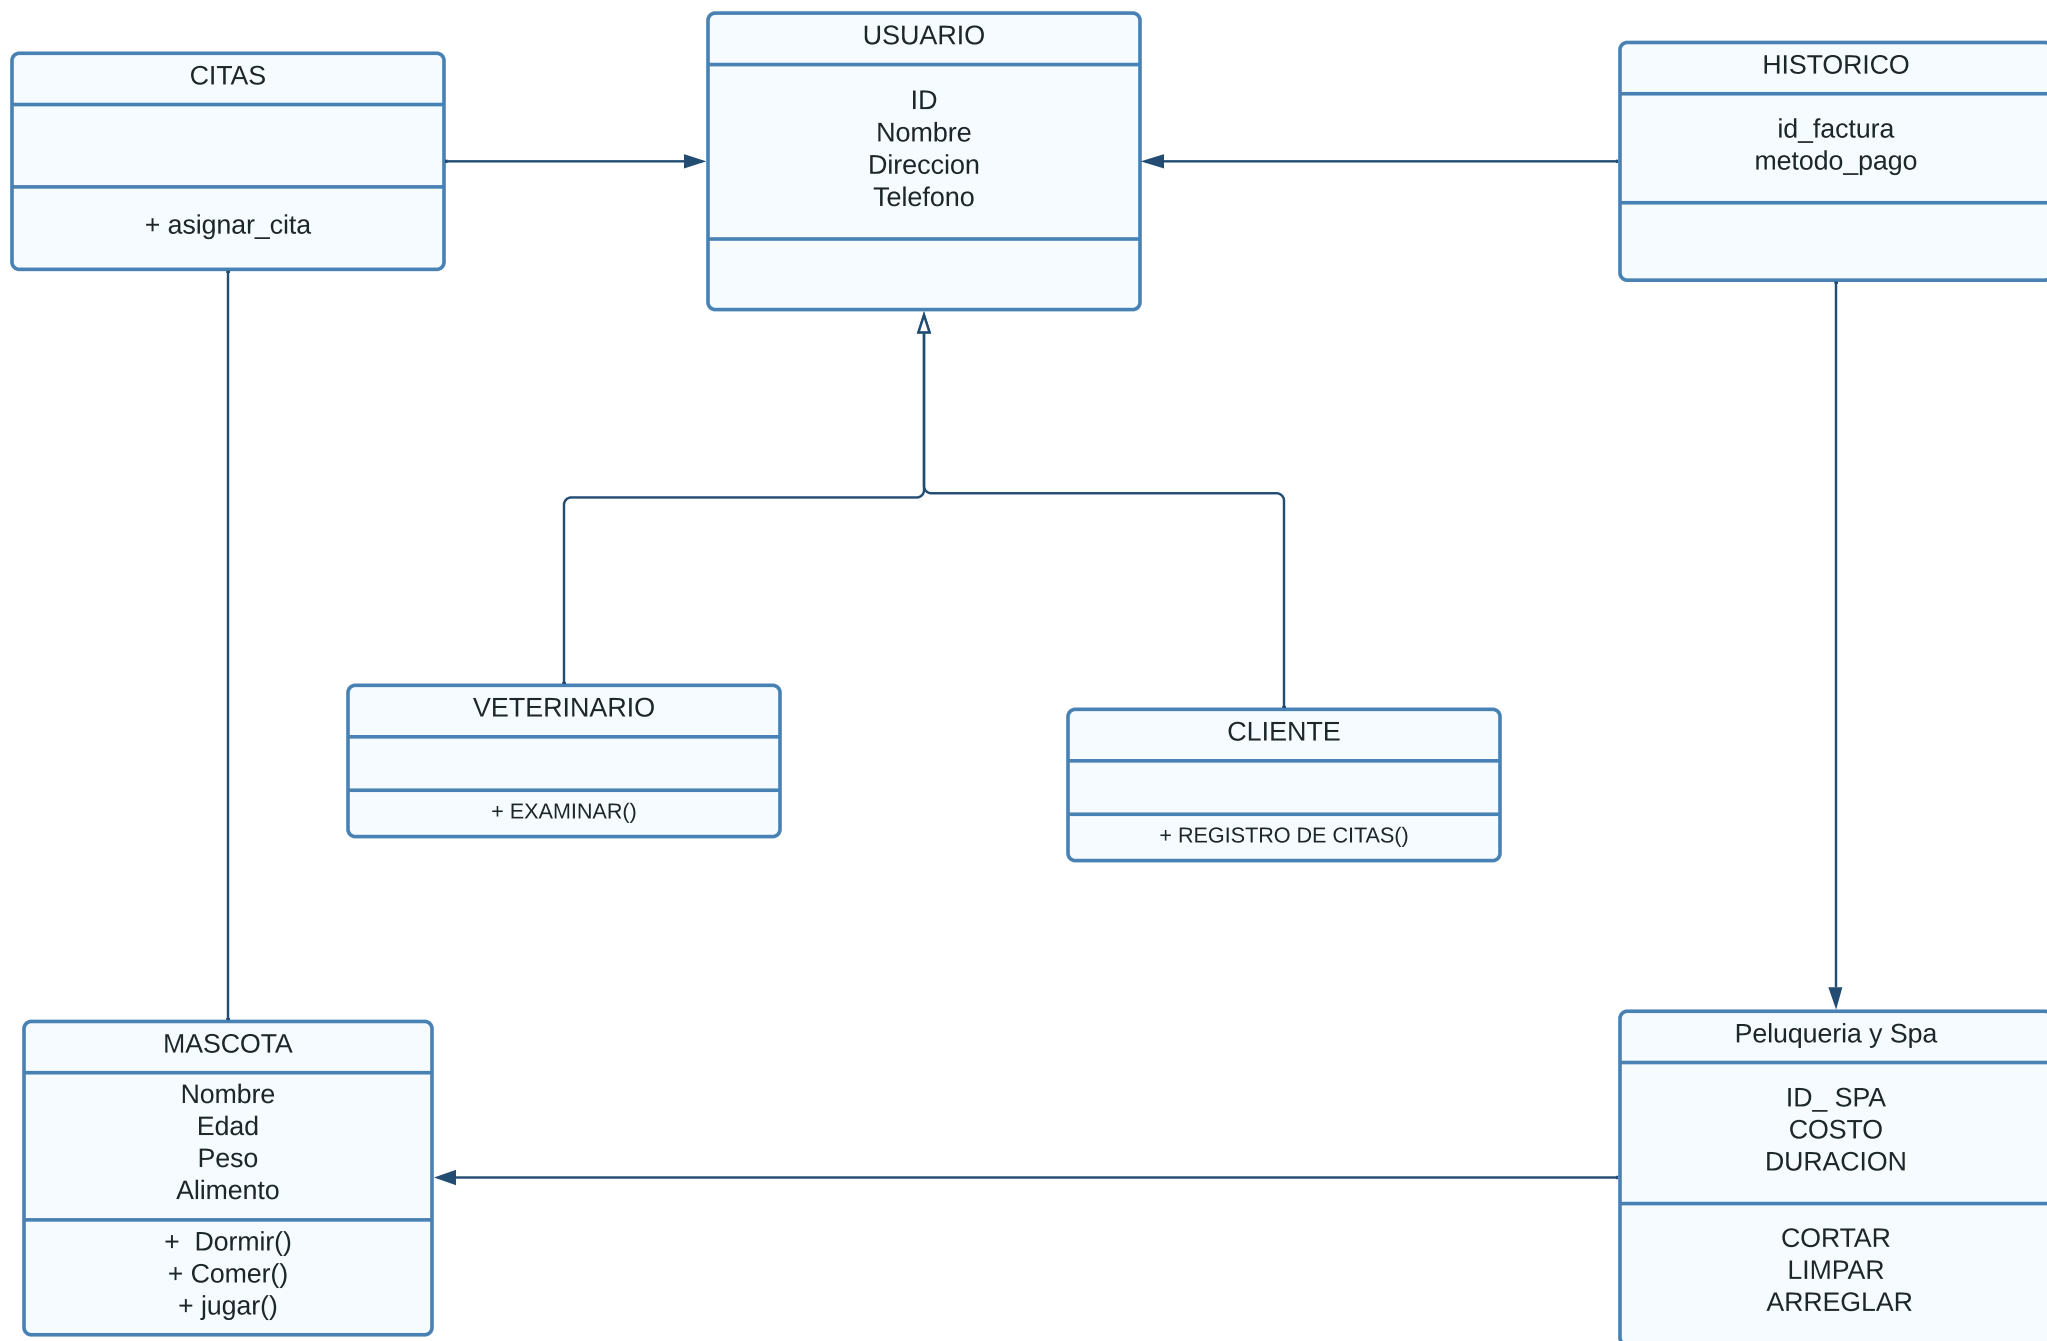 CITAS
+ asignar_cita
USUARIO
ID
Nombre
Direccion
Telefono
HISTORICO
id_factura
metodo_pago
VETERINARIO
+ EXAMINAR()
CLIENTE
+ REGISTRO DE CITAS()
MASCOTA
Nombre
Edad
Peso
Alimento
+  Dormir()
+ Comer()
+ jugar()
Peluqueria y Spa
ID_ SPA
COSTO
DURACION
CORTAR
LIMPAR
ARREGLAR